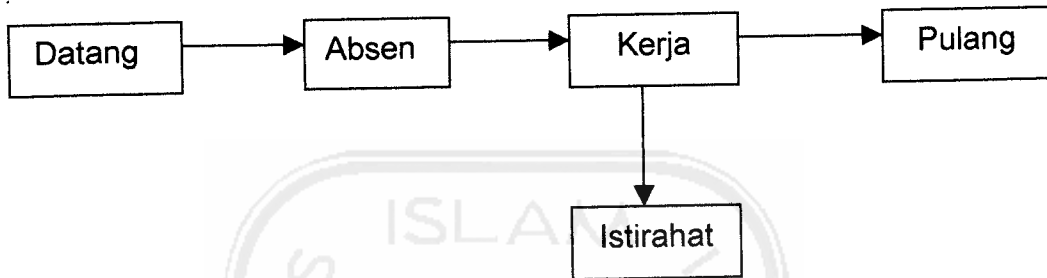 Datang
Absen
Kerja
Pulang
Istirahat
ISLAM